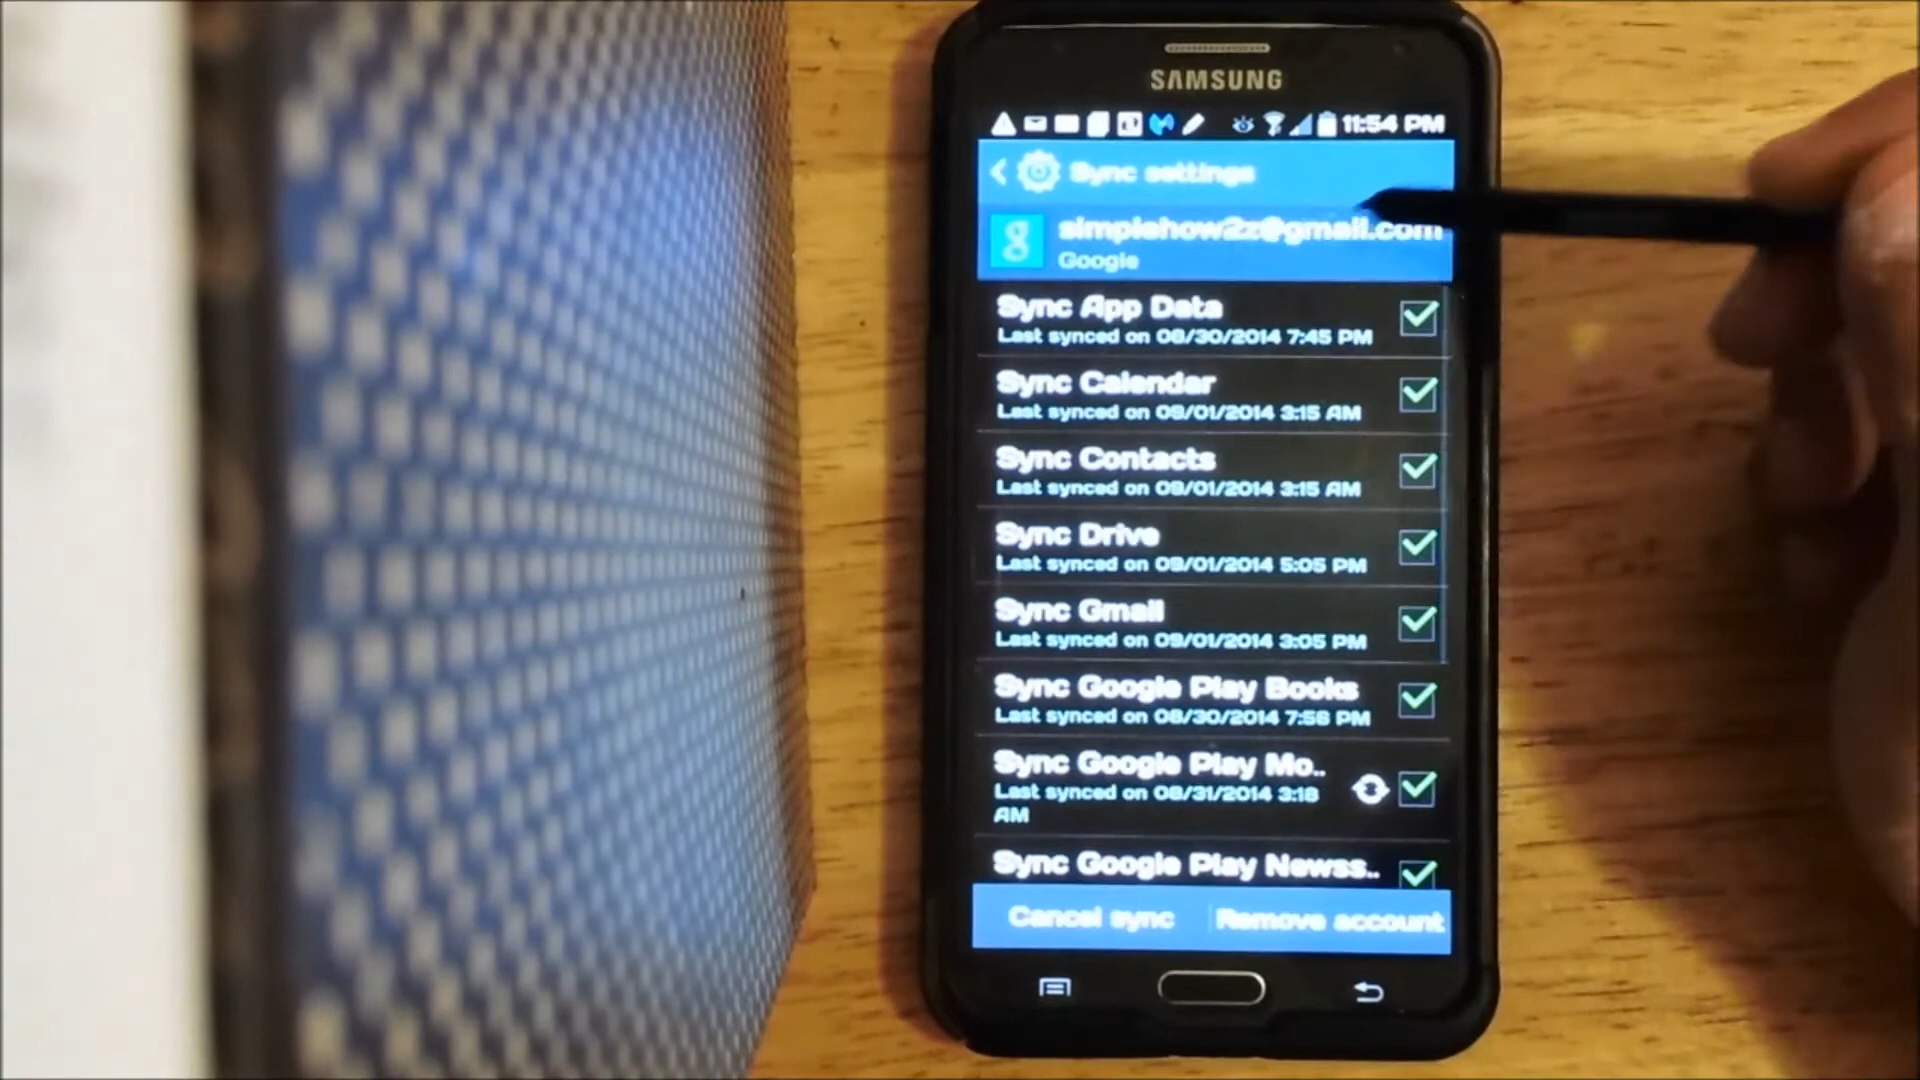 SAMSUNG
11:54 PM
Sync settings
simplehow2z@gmail.com
Google
Sync App Data
Last synced on 08/30/2014 7:45 PM
Sync Calendar
Last synced on 09/01/2014 3:15 AM
Sync Contacts
Last synced on 09/01/2014 3:15 AM
Sync Drive
Last synced on 09/01/2014 5:05 PM
Sync Gmail
Last synced on 09/01/2014 3:05 PM
Sync Google Play Books
Last synced on 08/30/2014 7:58 PM
Sync Google Play Mo..
Last synced on 08/31/2014 3:18
AM
Sync Google Play Newss..
Cancel sync
Remove account